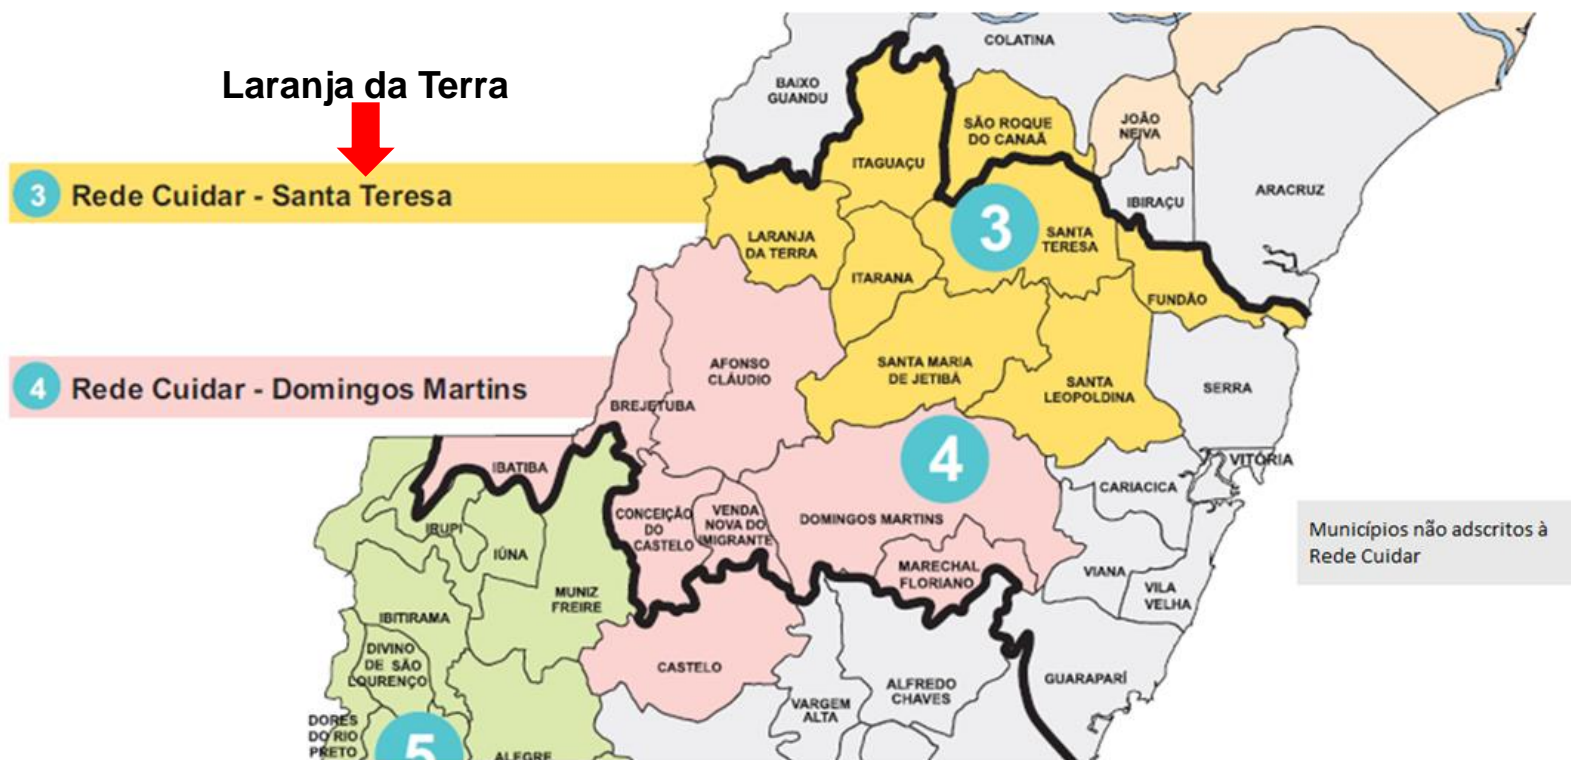 Laranja da Terra
3 Rede Cuidar - Santa Teresa
4 Rede Cuidar - Domingos Martins
COLATINA
BAIXO
GUANDU
SÃO ROQUE
DO CANAÃ
JOÃO
NEIVA
ITAGUAÇU
IBIRAÇU
ARACRUZ
3
SANTA
TERESA
LARANJA
DA TERRA
ITARANA
FUNDÃO
AFONSO
CLÁUDIO
SANTA MARIA
DE JETIBÁ
SANTA
LEOPOLDINA
SERRA
BREJETUBA
4
IBATIBA
VITÓRIA
CARIACICA
CONCEIÇÃO
DO
CASTELO
VENDA
NOVA DO
IMIGRANTE
DOMINGOS MARTINS
IRUPI
IÚNA
MARECHAL
FLORIANO
VIANA
VILA
VELHA
MUNIZ
FREIRE
IBITIRAMA
DIVINO
DE SÃO
LOURENÇO
CASTELO
ALFREDO
CHAVES
GUARAPARÍ
VARGEM
ALTA
DORES
DO RIO
PRETO
5
ALEGRE
Municípios não adscritos à
Rede Cuidar